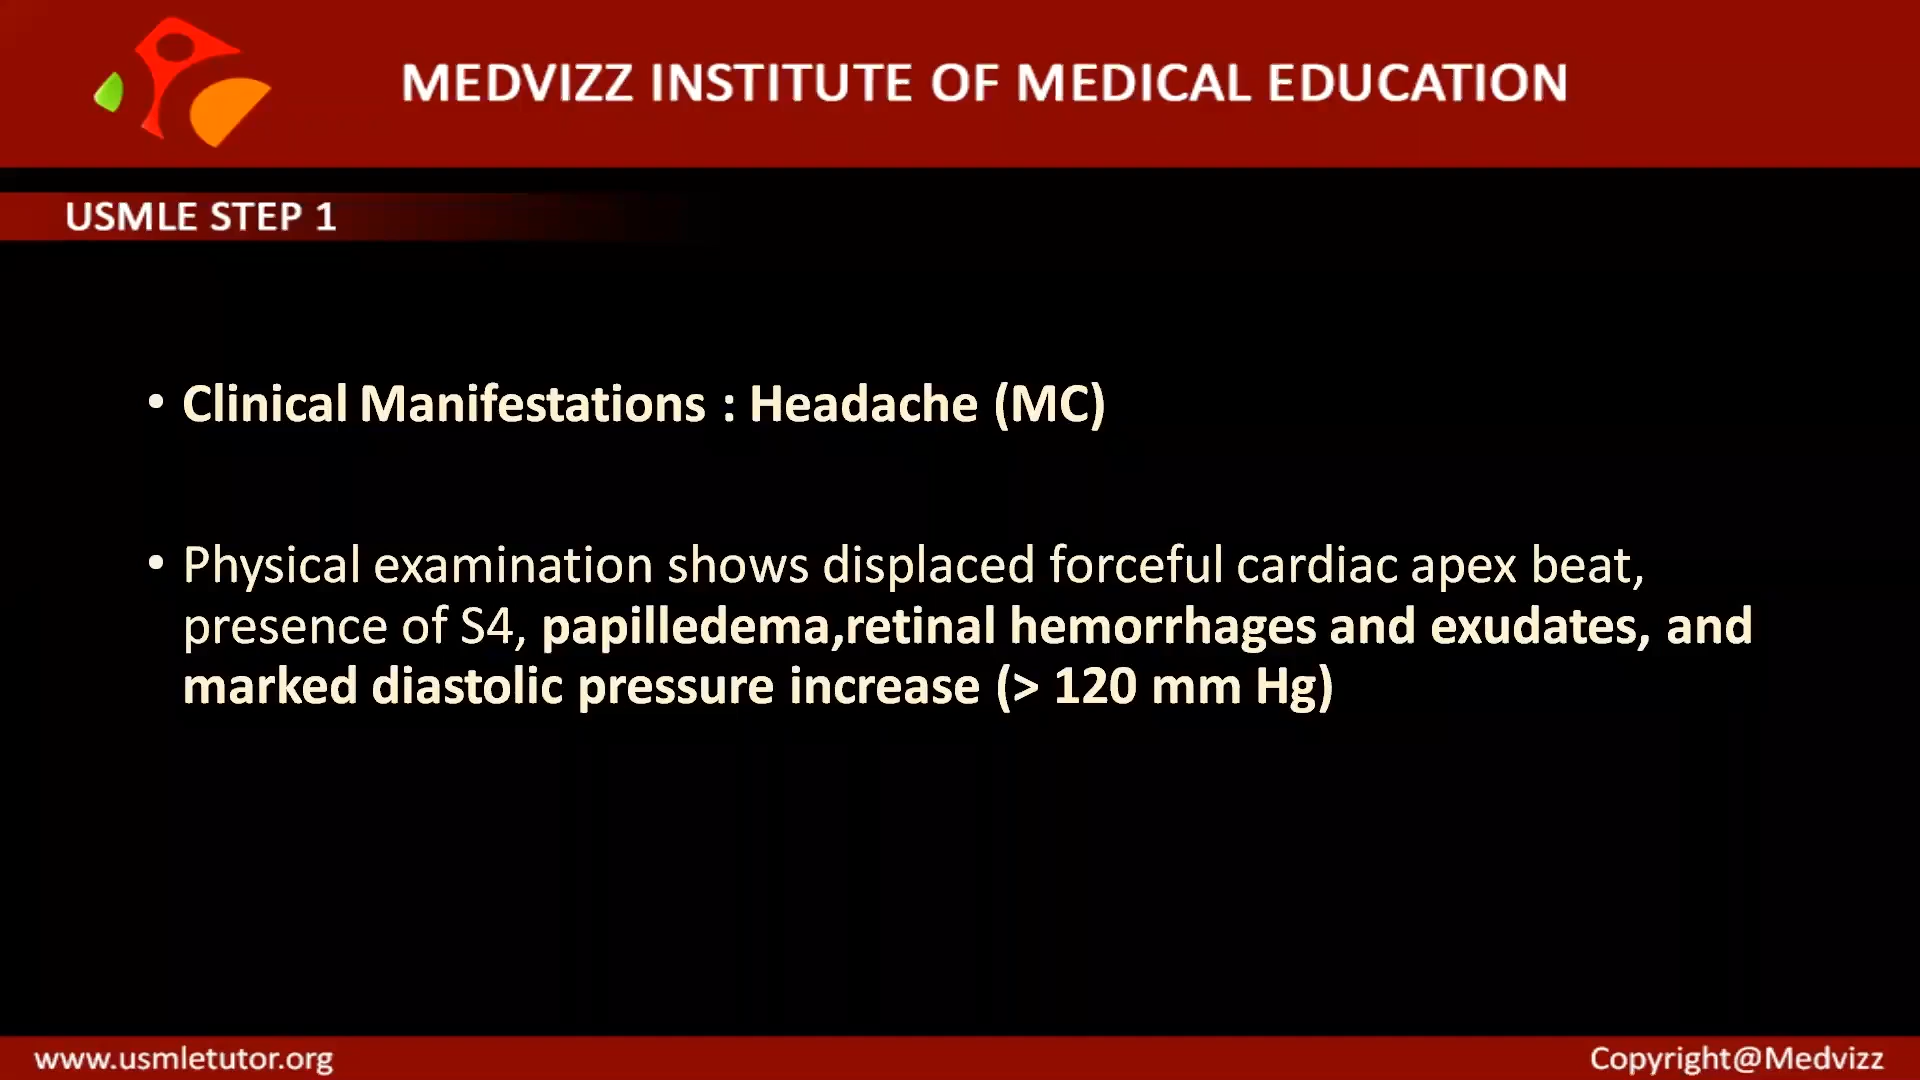 MEDVIZZ INSTITUTE OF MEDICAL EDUCATION
USMLE STEP 1
• Clinical Manifestations : Headache (MC)
• Physical examination shows displaced forceful cardiac apex beat,
presence of S4, papilledema,retinal hemorrhages and exudates, and
marked diastolic pressure increase (> 120 mm Hg)
www.usmletutor.org
Copyright@Medvizz